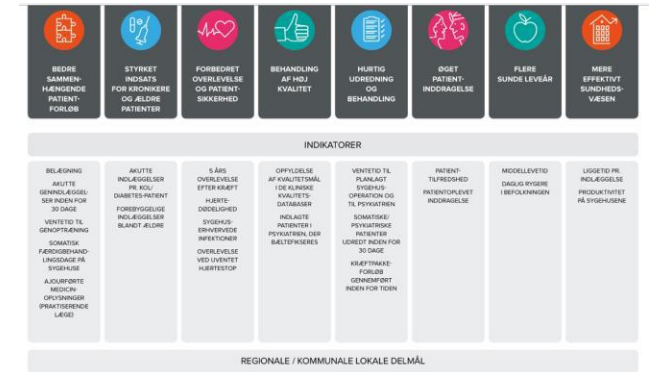 BEDRE
SAMMEN-
HÆNGENDE
PATIENT-
FORLØB
STYRKET
INDSATS
FOR KRONIKERE
OG ÆLDRE
PATIENTER
FORBEDRET
OVERLEVELSE
OG PATIENT-
SIKKERHED
BEHANDLING
AF HØJ
KVALITET
HURTIG
UDREDNING
OG
BEHANDLING
ØGET
PATIENT-
INDDRAGELSE
FLERE
SUNDE LEVEÅR
MERE
EFFEKTIVT
SUNDHEDS-
VÆSEN
INDIKATORER
BELÆGNING
AKUTTE
GENINDLÆGGEL-
SER INDEN FOR
30 DAGE
VENTETID TIL
GENOPTRÆNING
SOMATISK
FÆRDIGBEHAND-
LINGSDAGE PÅ
SYGEHUSE
AJOURFØRTE
MEDICIN-
OPLYSNINGER
(PRAKTISERENDE
LÆGE)
AKUTTE
INDLÆGGELSER
PR. KOL/
DIABETES-PATIENT
FOREBYGGELIGE
INDLÆGGELSER
BLANDT ÆLDRE
5 ÅRS
OVERLEVELSE
EFTER KRÆFT
HJERTE-
DØDELIGHED
SYGEHUS-
ERHVERVEDE
INFEKTIONER
OVERLEVELSE
VED UVENTET
HJERTESTOP
OPFYLDELSE
AF KVALITETSMÅL
I DE KLINISKE
KVALITETS-
DATABASER
INDLAGTE
PATIENTER I
PSYKIATRIEN, DER
BÆLTEFIKSERES
VENTETID TIL
PLANLAGT
SYGEHUS-
OPERATION OG
TIL PSYKIATRIEN
SOMATISKE/
PSYKIATRISKE
PATIENTER
UDREDT INDEN FOR
30 DAGE
KRÆFTPAKKE-
FORLØB
GENNEMFØRT
INDEN FOR TIDEN
PATIENT-
TILFREDSHED
PATIENTOPLEVET
INDDRAGELSE
MIDDELLEVETID
DAGLIG RYGERE
I BEFOLKNINGEN
LIGGETID PR.
INDLÆGGELSE
PRODUKTIVITET
PÅ SYGEHUSENE
REGIONALE / KOMMUNALE LOKALE DELMÅL